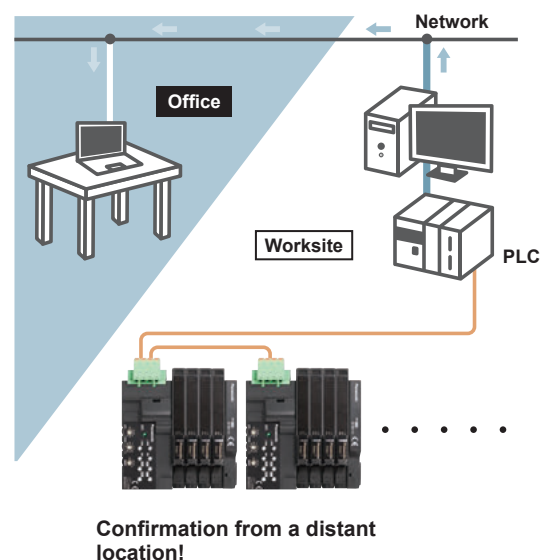 Network
Office
Worksite
PLC
Confirmation from a distant
location!